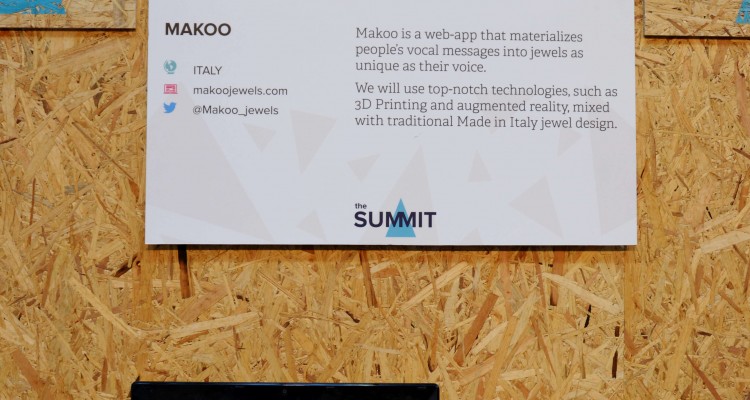 MAKOO
ITALY
makoojewels.com
@Makoo_jewels
Makoo is a web-app that materializes
people's vocal messages into jewels as
unique as their voice.
We will use top-notch technologies, such as
3D Printing and augmented reality, mixed
with traditional Made in Italy jewel design.
the
SUMMIT